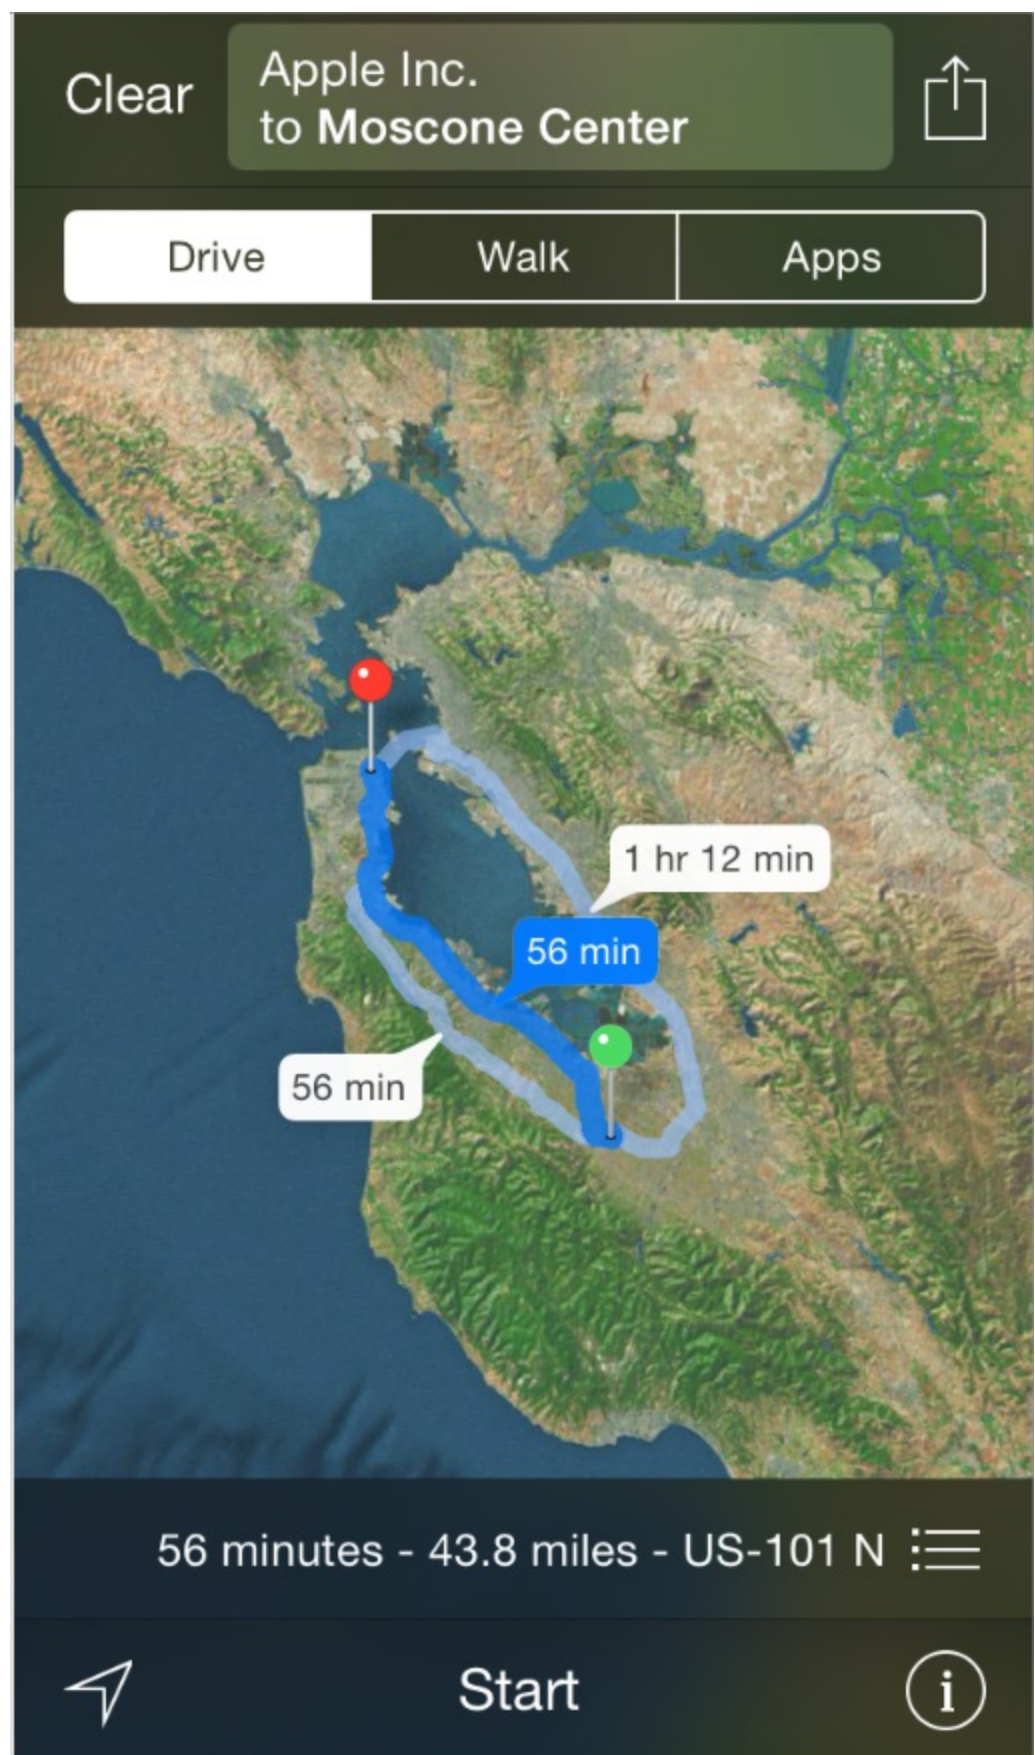 Clear
Apple Inc.
to Moscone Center
Drive
Walk
Apps
1 hr 12 min
56 min
56 min
56 minutes - 43.8 miles - US-101 N
Start